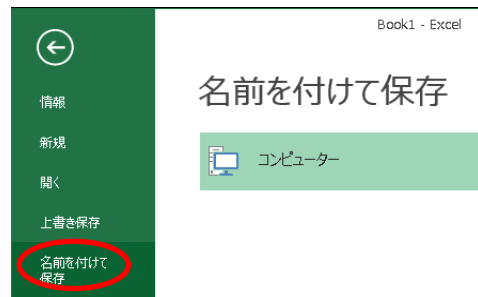 Book1 - Excel
名前を付けて保存
情報
新規
開く
上書き保存
名前を付けて
保存
コンピューター